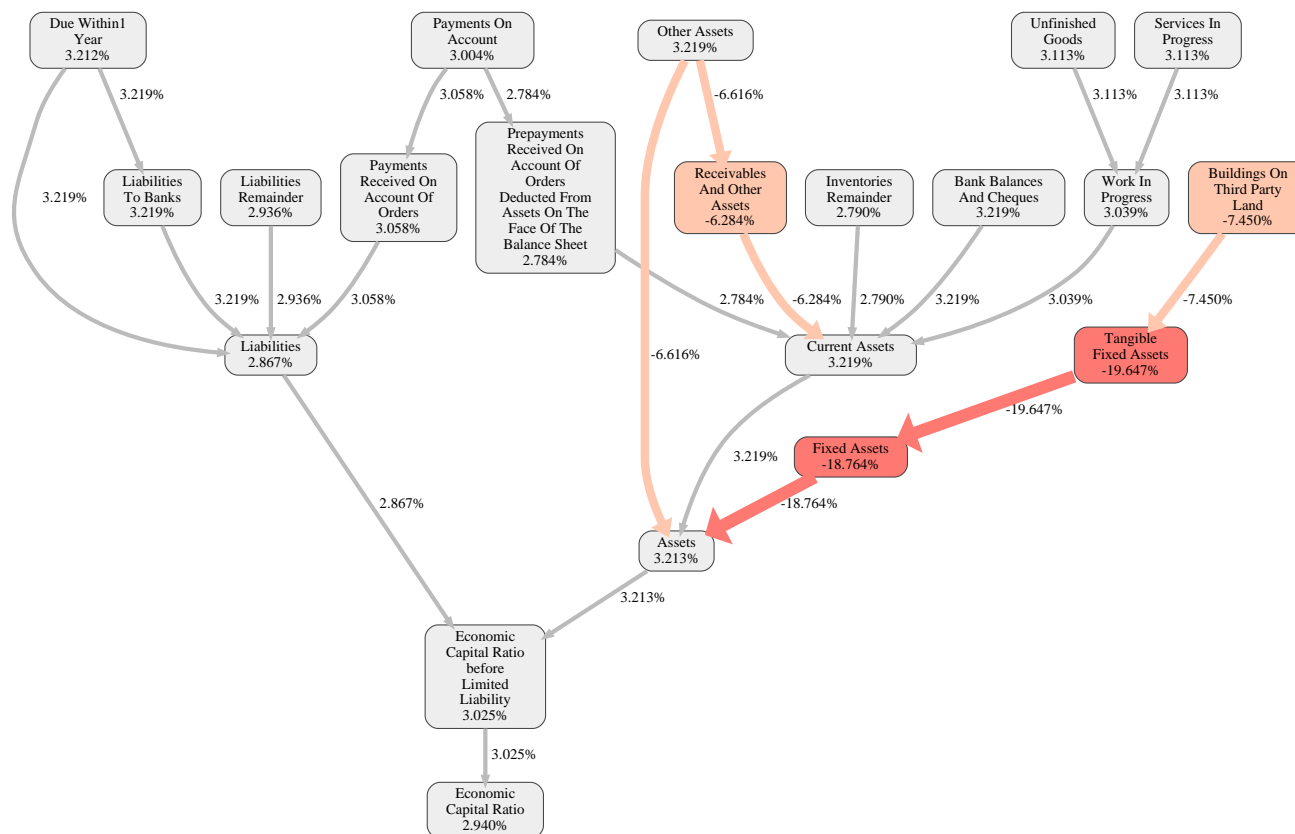 Due Within1
Year
3.212%
Payments On
Account
3.004%
Other Assets
3.219%
Unfinished
Goods
3.113%
Services In
Progress
3.113%
3.219%
3.058%
2.784%
-6.616%
3.113%
3.113%
Liabilities
To Banks
3.219%
Liabilities
Remainder
2.936%
Payments
Received On
Account Of
Orders
3.058%
Prepayments
Received On
Account Of
Orders
Deducted From
Assets On The
Face Of The
Balance Sheet
2.784%
Receivables
And Other
Assets
-6.284%
Inventories
Remainder
2.790%
Bank Balances
And Cheques
3.219%
Work In
Progress
3.039%
Buildings On
Third Party
Land
-7.450%
3.219%
3.219%
2.936%
3.058%
2.784%
-6.284%
2.790%
3.219%
3.039%
-7.450%
Liabilities
2.867%
-6.616%
Current Assets
3.219%
Tangible
Fixed Assets
-19.647%
-19.647%
Fixed Assets
-18.764%
3.219%
2.867%
-18.764%
Assets
3.213%
3.213%
Economic
Capital Ratio
before
Limited
Liability
3.025%
3.025%
Economic
Capital Ratio
2.940%